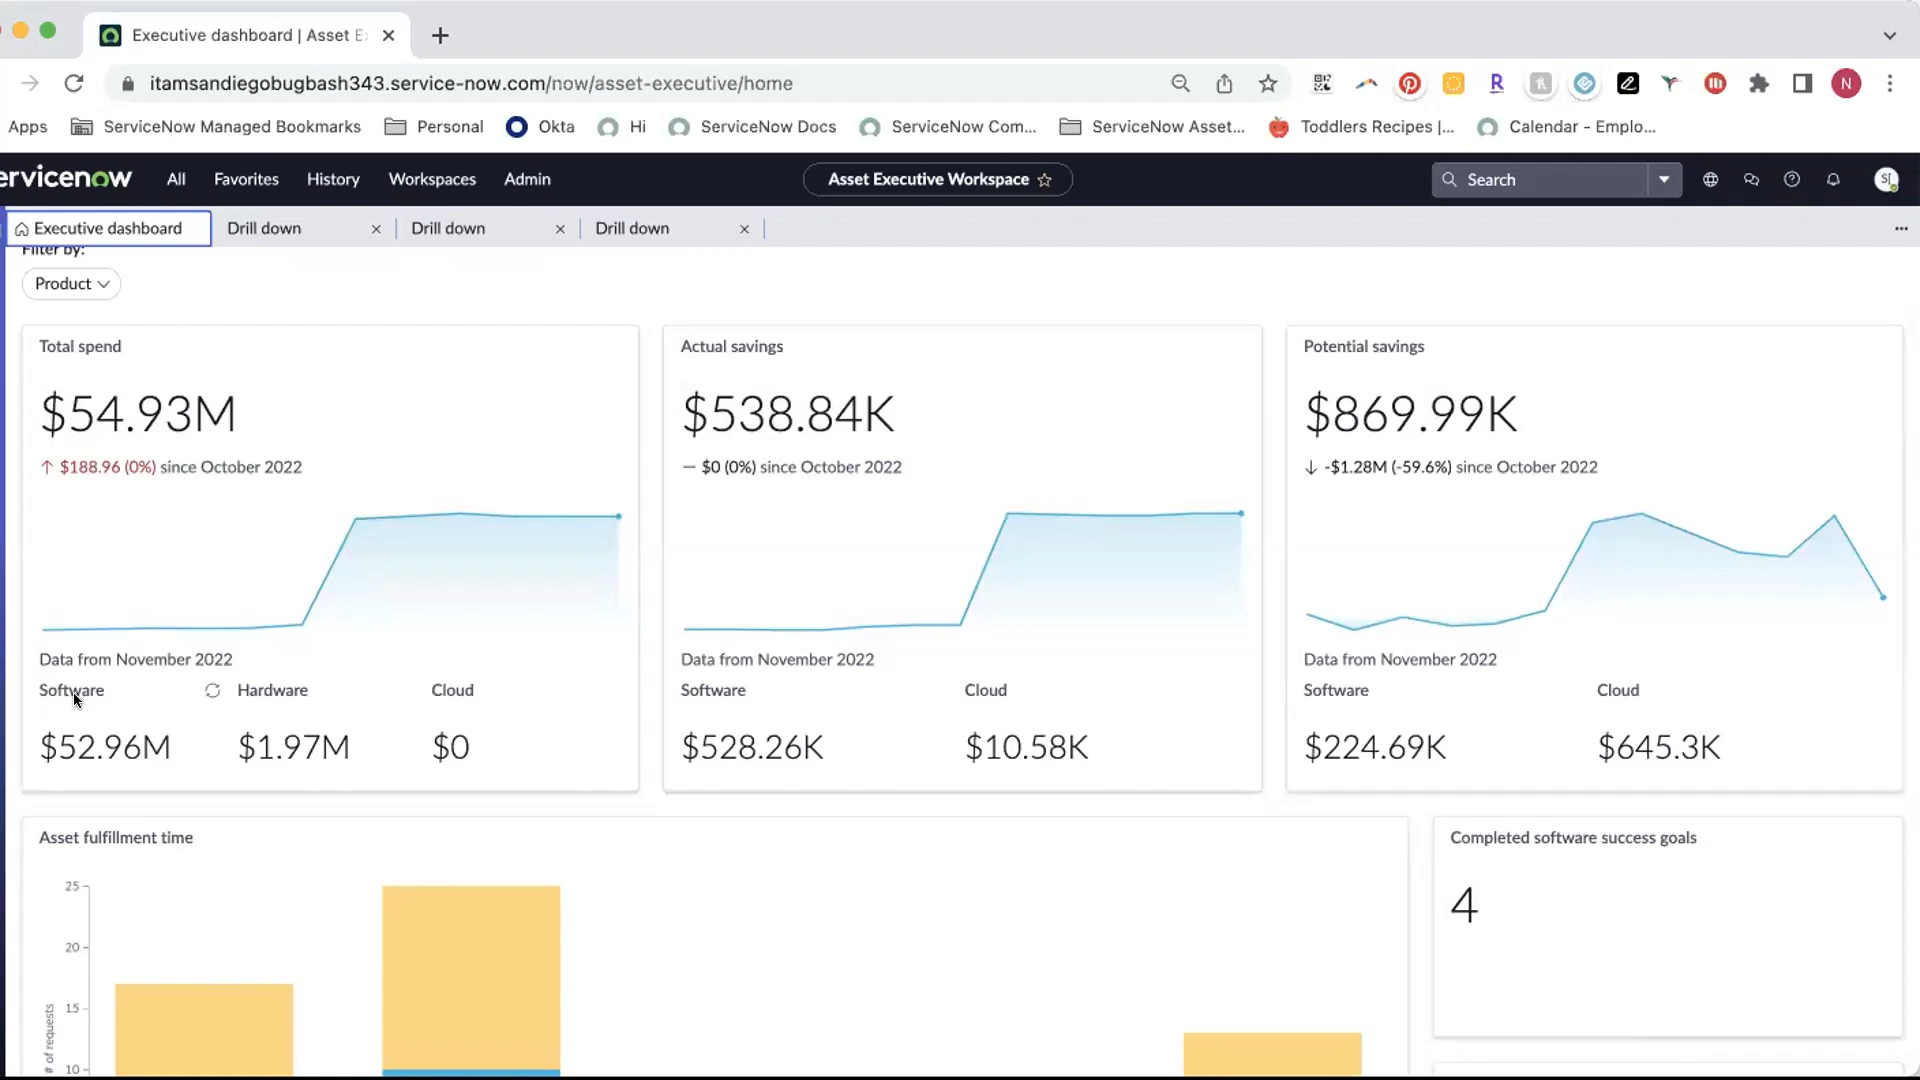 Executive dashboard | Asset Ex
itamsandiegobugbash343.service-now.com/now/asset-executive/home
R
N
Apps
ServiceNow Managed Bookmarks
Personal
Okta
Hi
ServiceNow Docs
ServiceNow Com...
ServiceNow Asset...
Toddlers Recipes |...
Calendar - Emplo...
ervicenow
All
Favorites
History
Workspaces
Admin
Asset Executive Workspace
Search
Executive dashboard
Drill down
Drill down
Drill down
Filter by:
Product
Total spend
$54.93M
↑ $188.96 (0%) since October 2022
Data from November 2022
Software
Hardware
Cloud
$52.96M
$1.97M
$0
Actual savings
$538.84K
— $0 (0%) since October 2022
Data from November 2022
Software
Cloud
$528.26K
$10.58K
Potential savings
$869.99K
↓ -$1.28M (-59.6%) since October 2022
Data from November 2022
Software
Cloud
$224.69K
$645.3K
Asset fulfillment time
25
20
15
10
# of requests
Completed software success goals
4